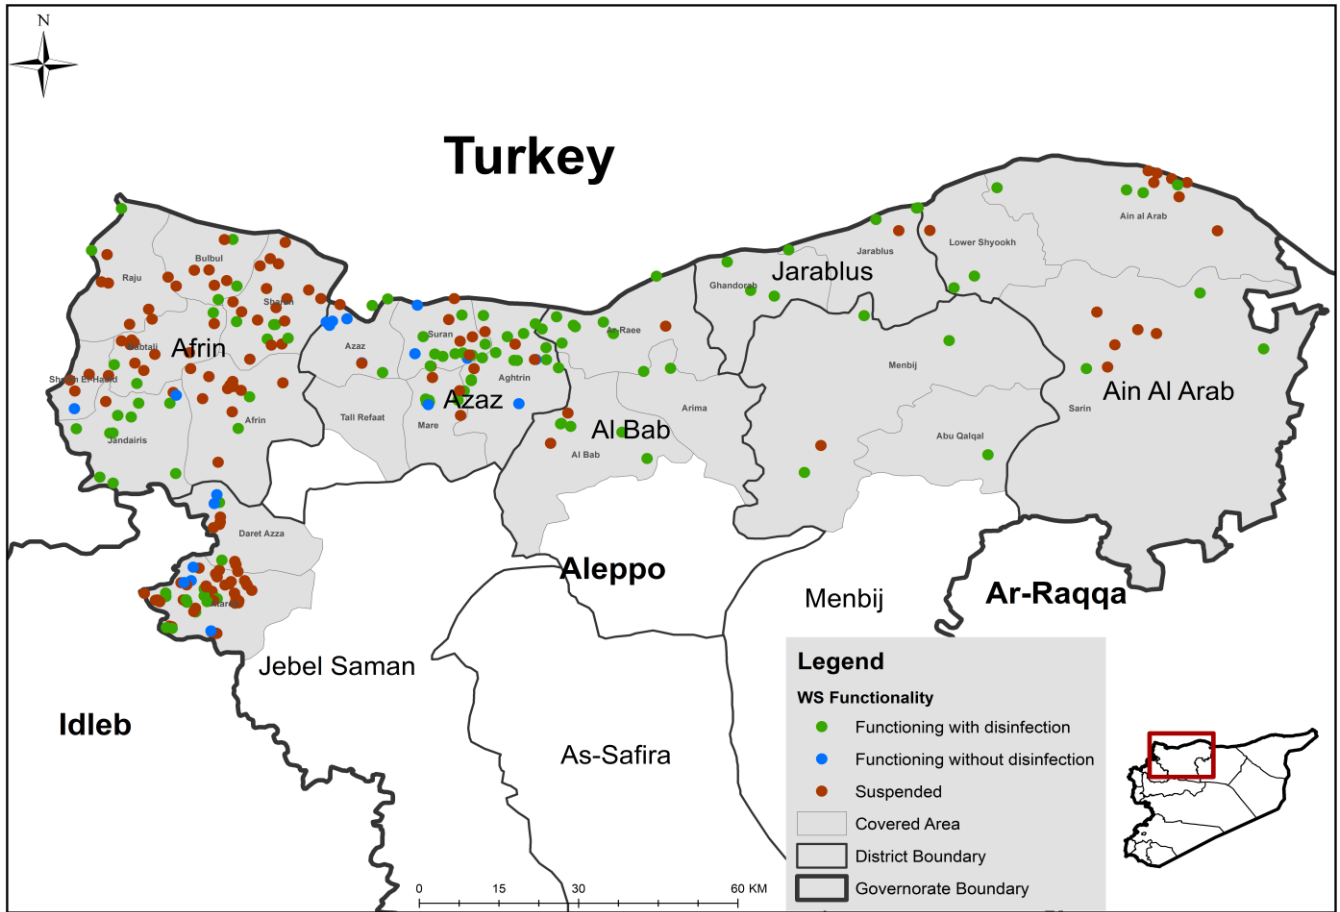 N
Turkey
Ain al Arab
Bulbul
Lower Shyookh
Jarablus
Raju
Jarablus
Ghandorah
Sharan
Suran
Ar-Raee
Azaz
Afrin
Menbij
Aghtrin
Ain Al Arab
Azaz
Sarin
Arima
Tall Refaat
Afrin
Mare
Al Bab
Abu Qalqal
Jandairis
Al Bab
Daret Azza
Aleppo
Ar-Raqqa
Menbij
Jebel Saman
Idleb
As-Safira
Legend
WS Functionality
Functioning with disinfection
Functioning without disinfection
Suspended
Covered Area
District Boundary
Governorate Boundary
0 15 30 60 KM